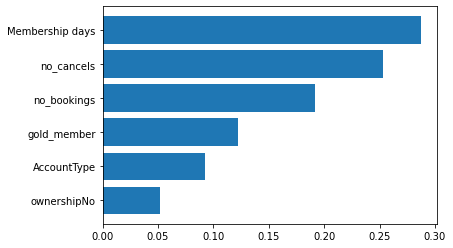 Membership days
no_cancels
no_bookings
gold_member
AccountType
ownershipNo
0.00 0.05 0.10 0.15 0.20 0.25 0.30